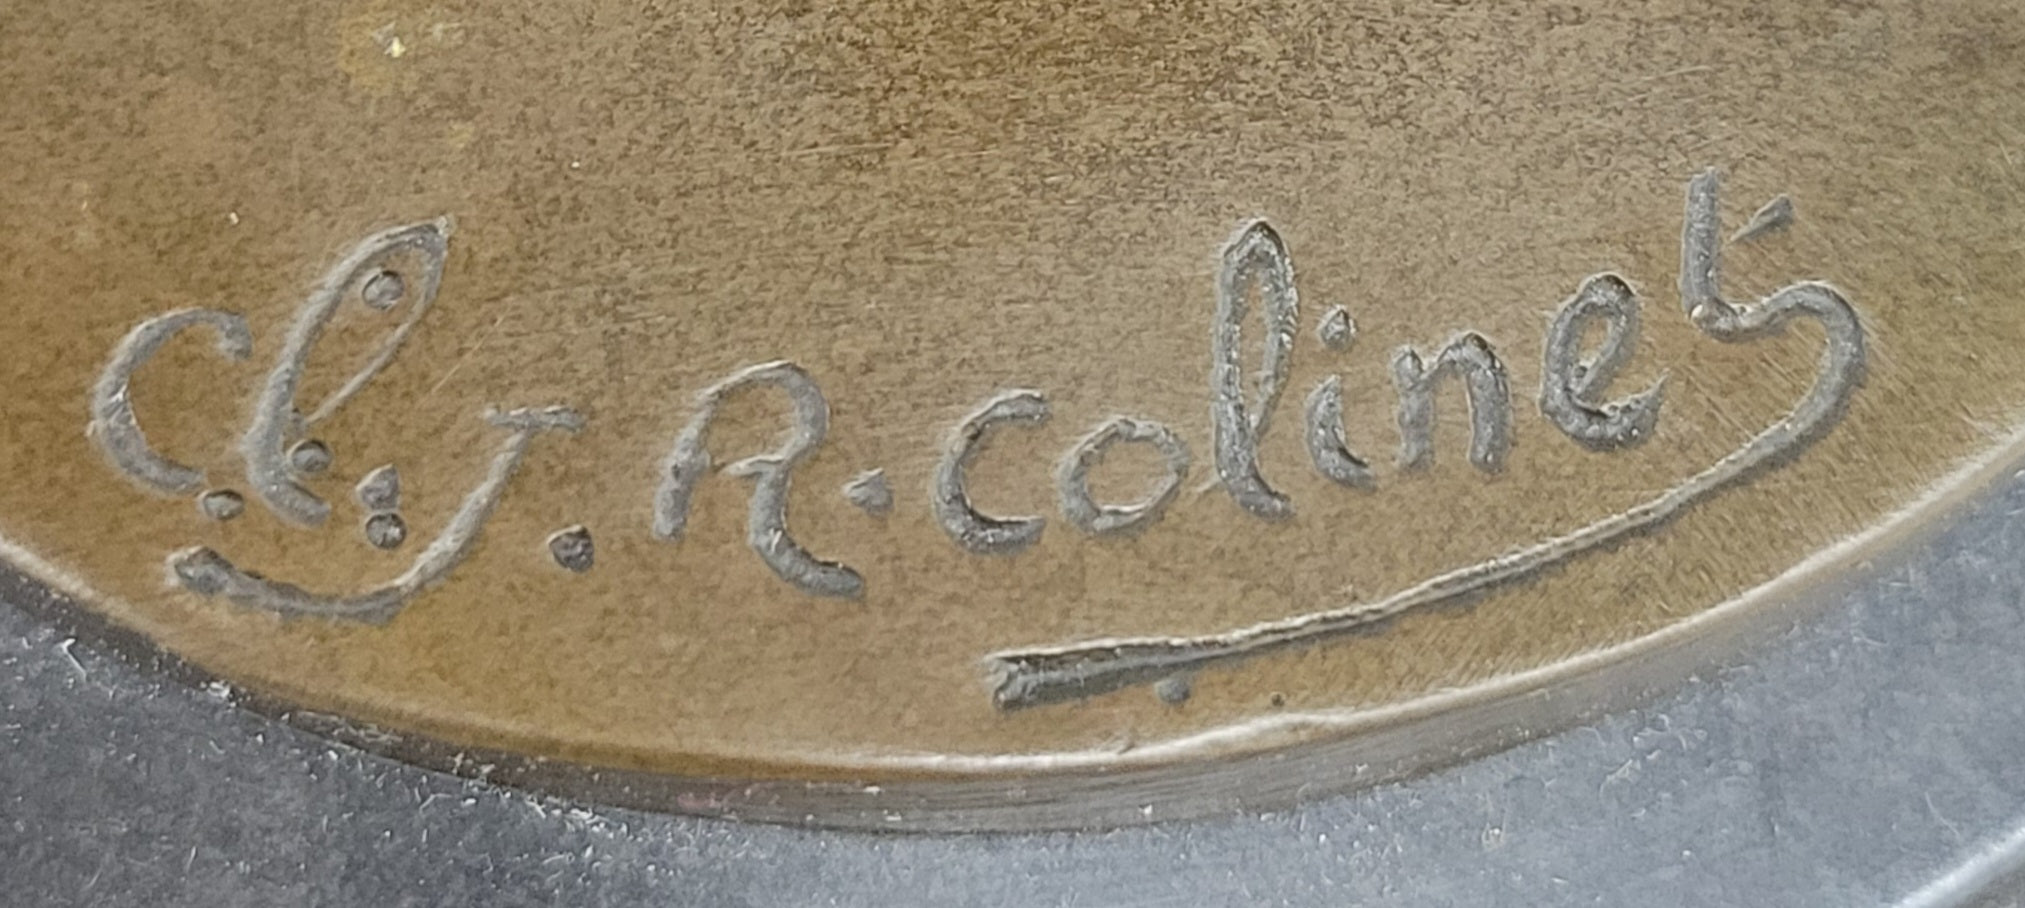 Cl. J. R. colinet